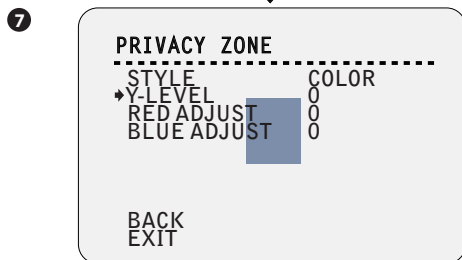 7
PRIVACY ZONE
STYLE COLOR
Y-LEVEL 0
RED ADJUST 0
BLUE ADJUST 0
BACK
EXIT